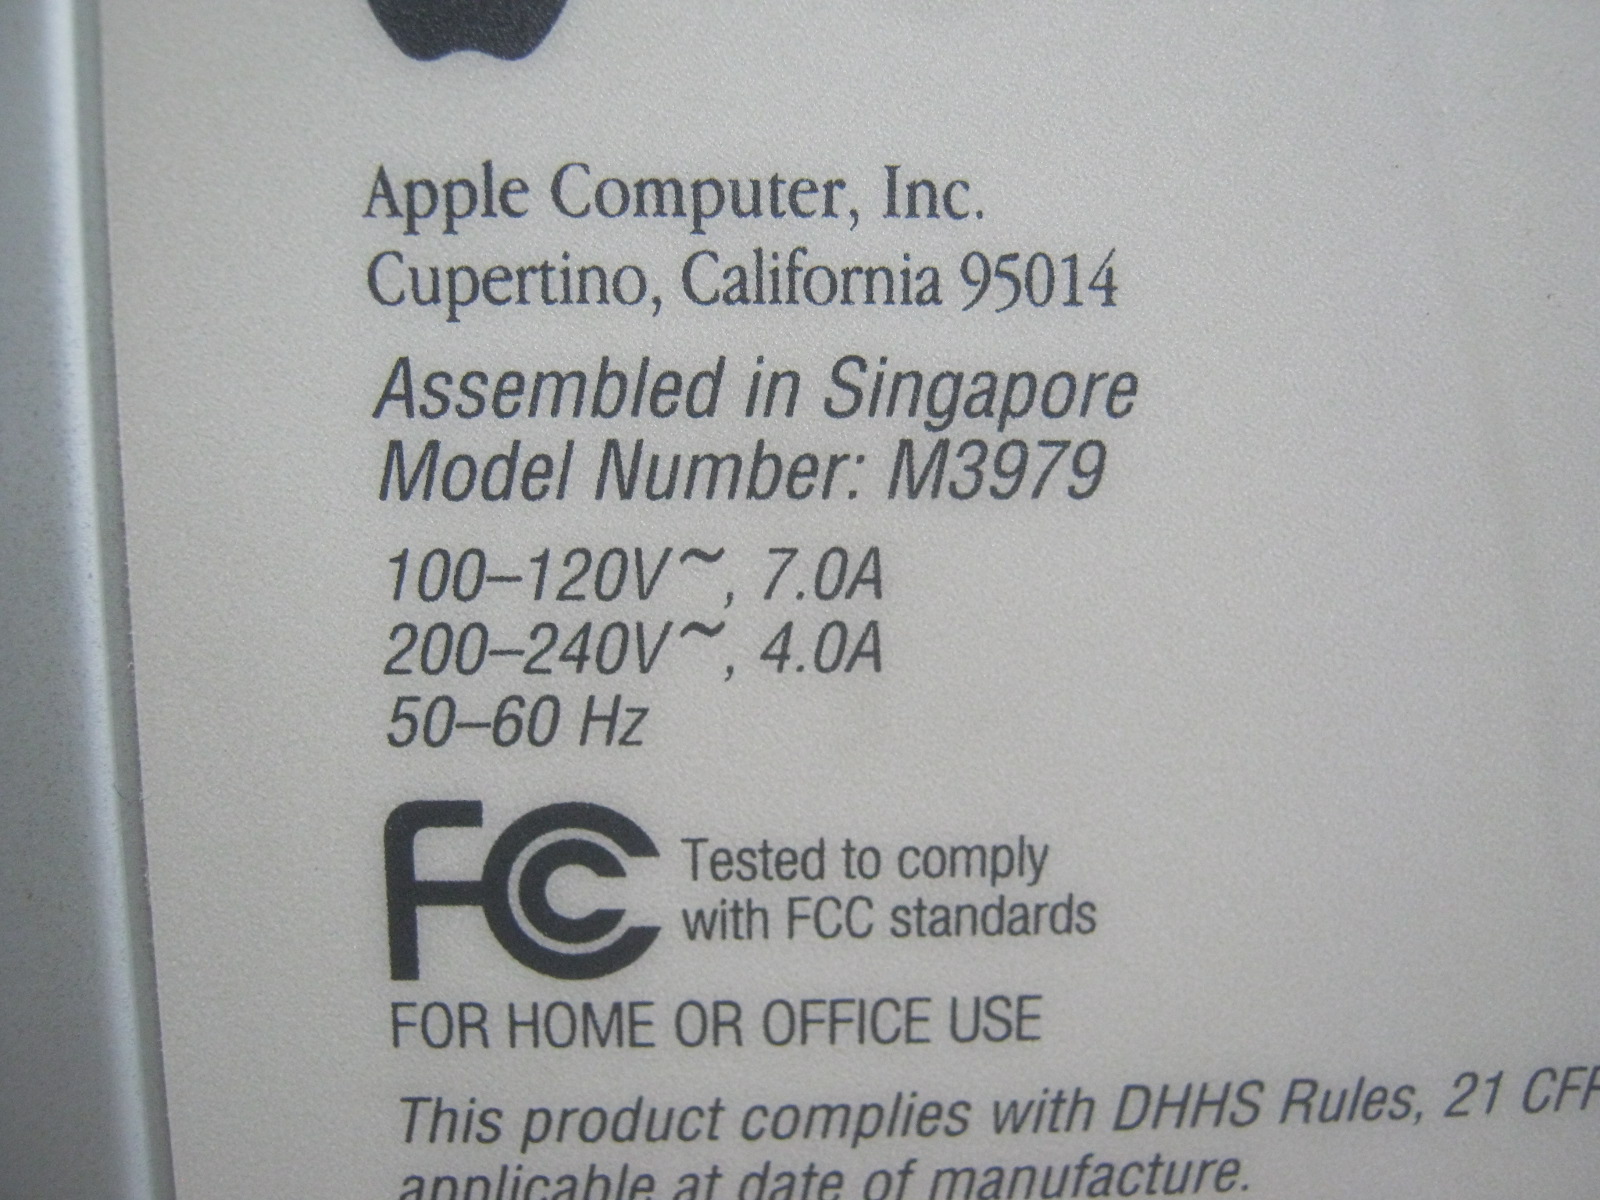 Apple Computer, Inc.
Cupertino, California 95014
Assembled in Singapore
Model Number: M3979
100–120V~, 7.0A
200–240V~, 4.0A
50–60 Hz
FC Tested to comply
with FCC standards
FOR HOME OR OFFICE USE
This product complies with DHHS Rules, 21 CFR
applicable at date of manufacture.